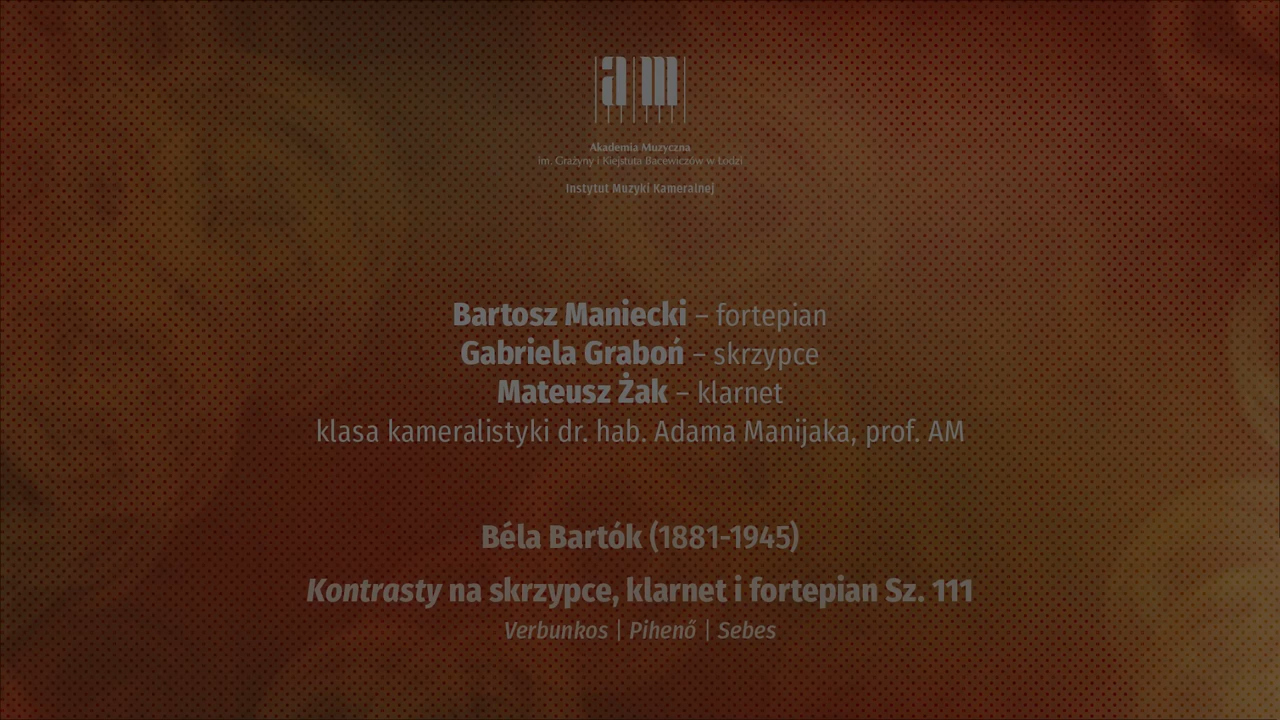 am
Akademia Muzyczna
im. Grażyny i Kiejstuta Bacewiczów w Łodzi
Instytut Muzyki Kameralnej
Bartosz Maniecki – fortepian
Gabriela Graboń – skrzypce
Mateusz Żak – klarnet
klasa kameralistyki dr. hab. Adama Manijaka, prof. AM
Béla Bartók (1881-1945)
Kontrasty na skrzypce, klarnet i fortepian Sz. 111
Verbunkos | Pihenő | Sebes